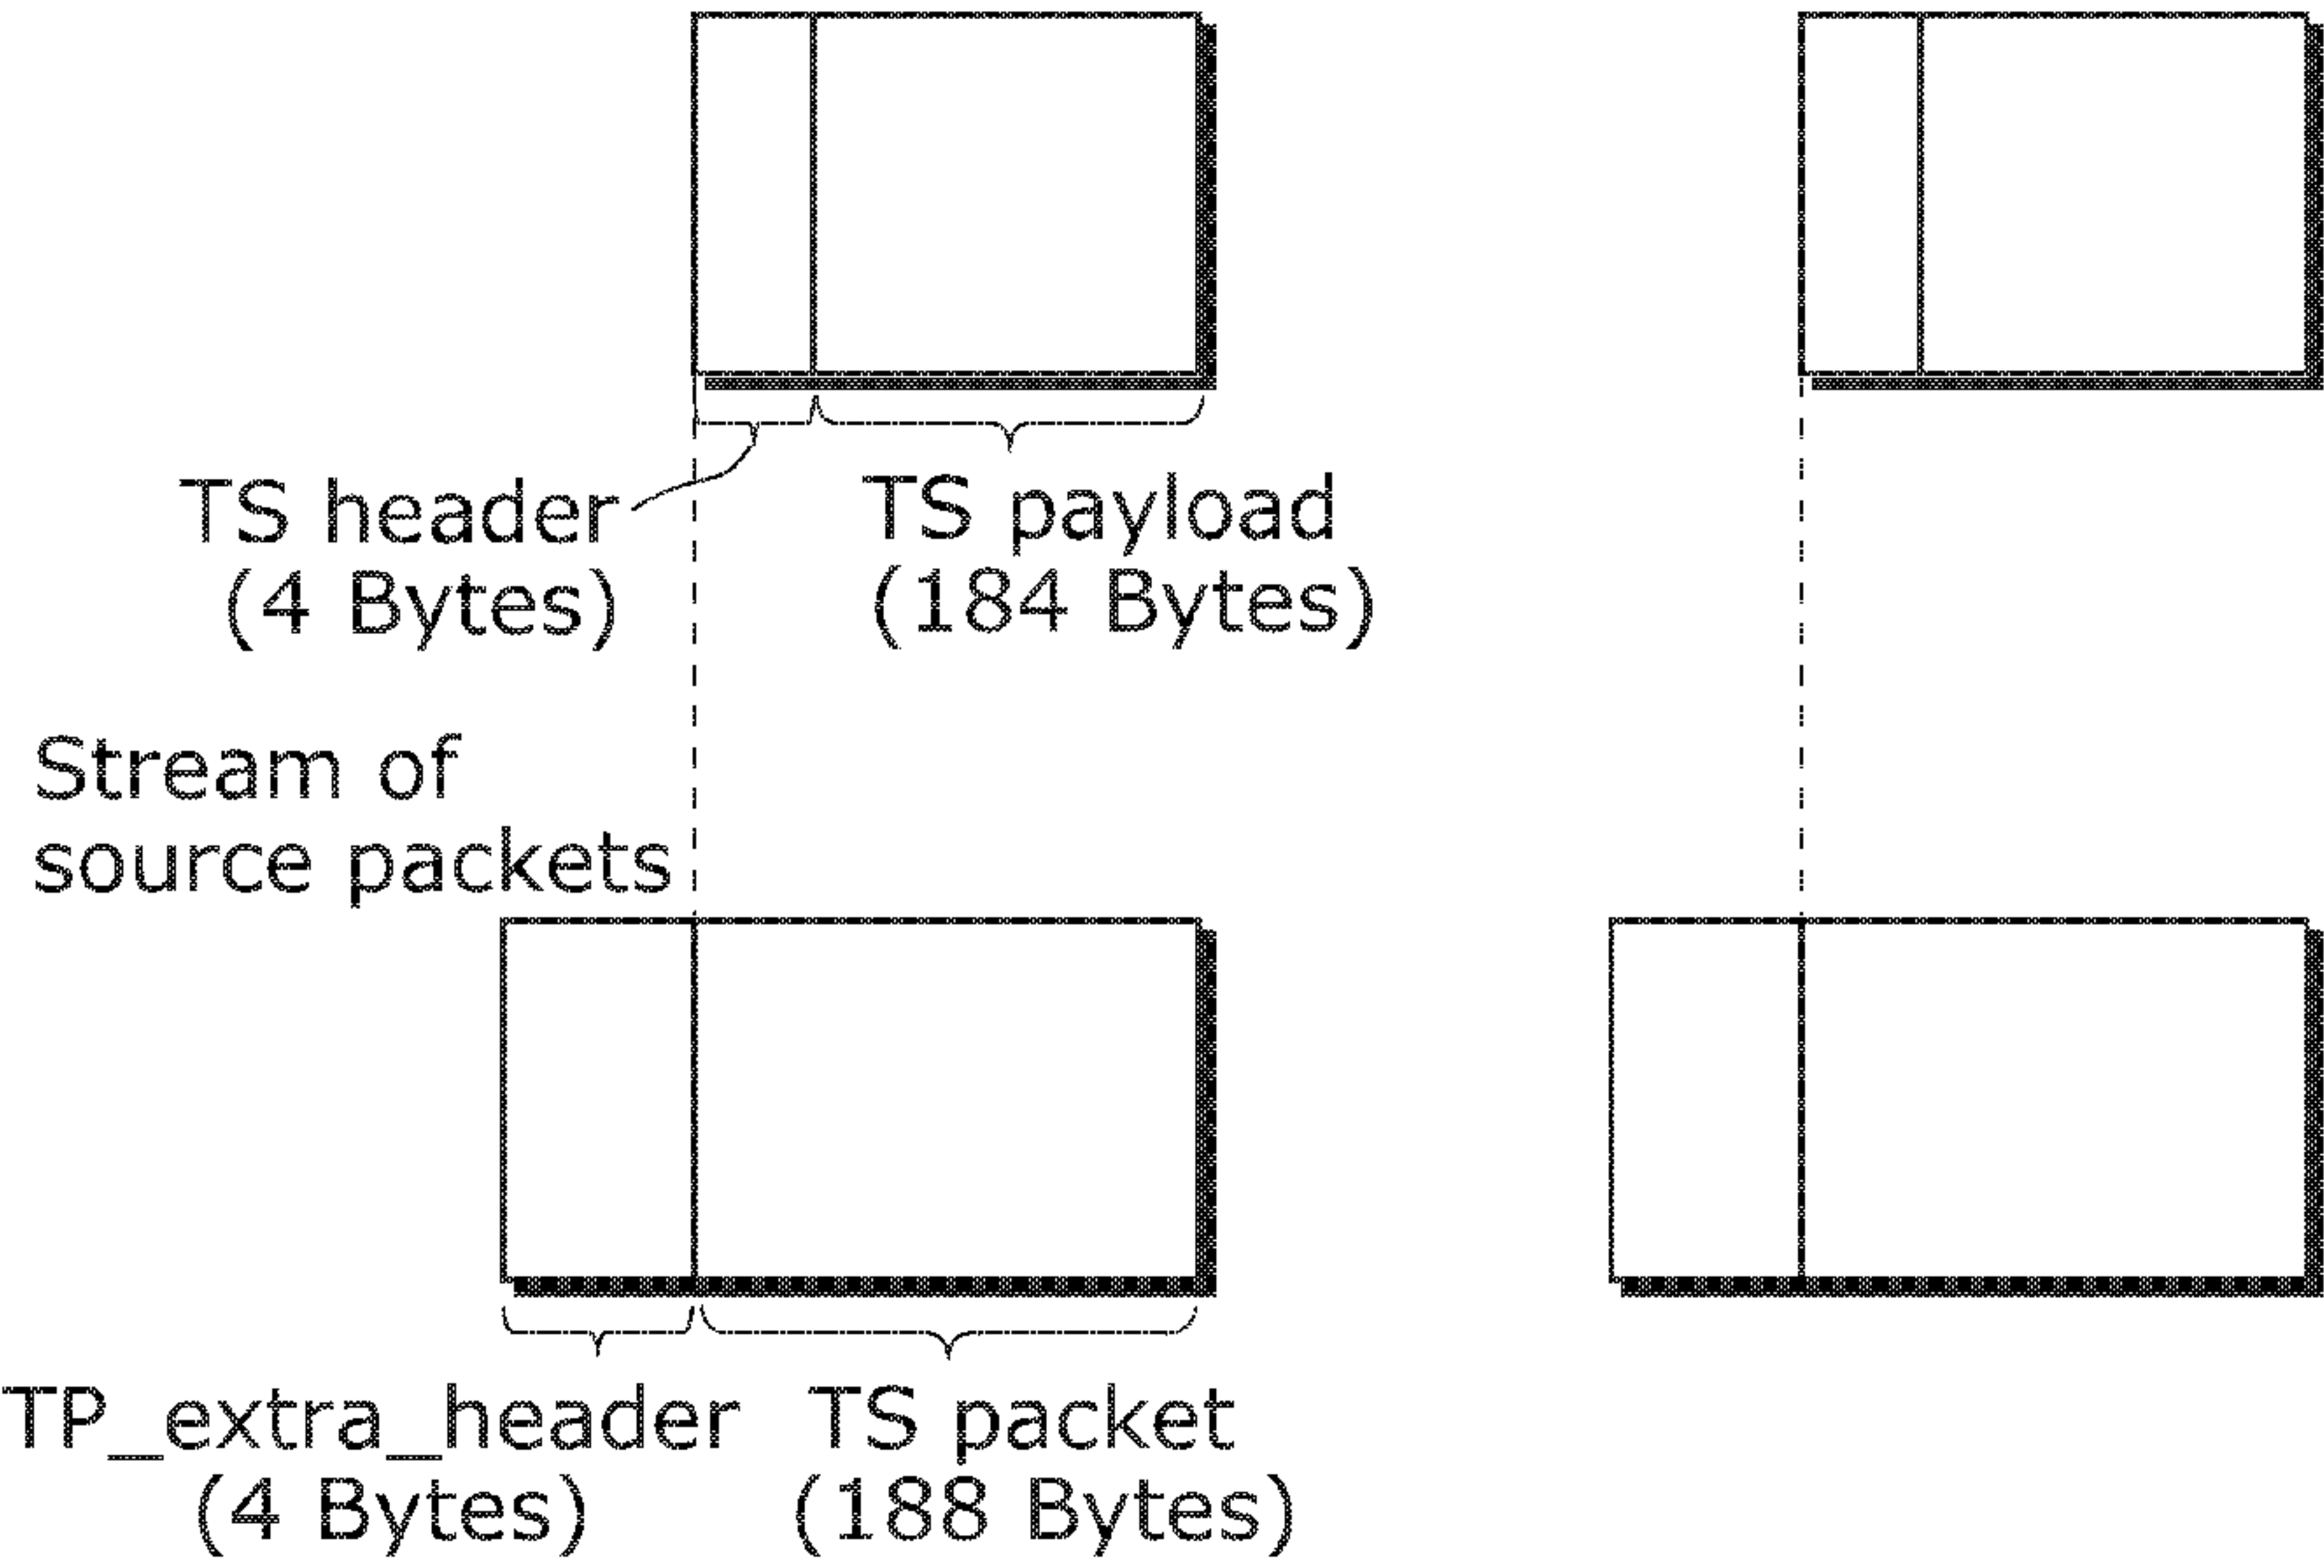 TS header
(4 Bytes)
TS payload
(184 Bytes)
Stream of
source packets
TP_extra_header
(4 Bytes)
TS packet
(188 Bytes)